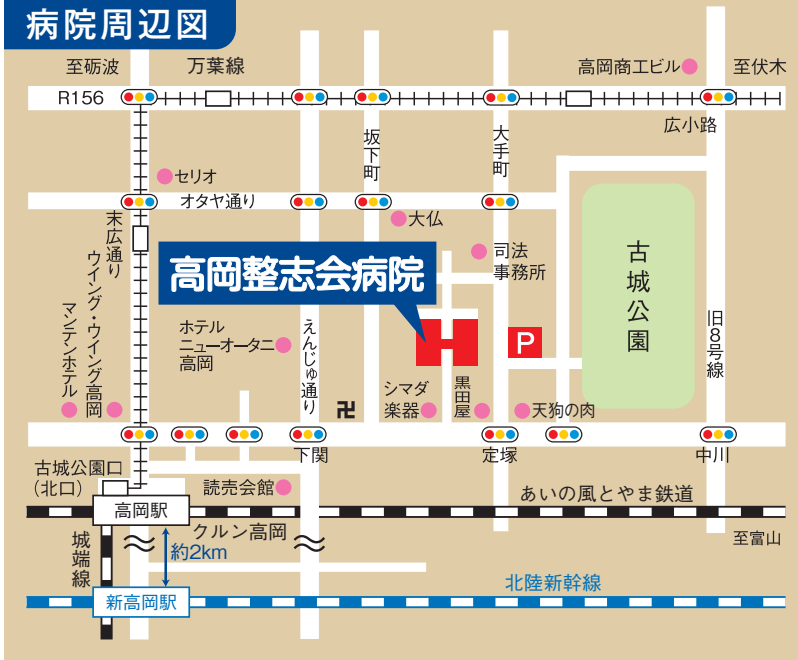 病院周辺図
至砺波
万葉線
高岡商工ビル
至伏木
R156
広小路
坂下町
大手町
セリオ
オタヤ通り
大仏
末広通り
司法
事務所
古城公園
高岡整志会病院
ウイング・ウイング高岡
マンテンホテル
ホテル
ニューオータニ
高岡
えんじゅ通り
旧8号線
P
シマダ
楽器
黒田屋
天狗の肉
卍
下関
定塚
中川
古城公園口
(北口)
読売会館
高岡駅
あいの風とやま鉄道
クルン高岡
至富山
城端線
約2km
北陸新幹線
新高岡駅